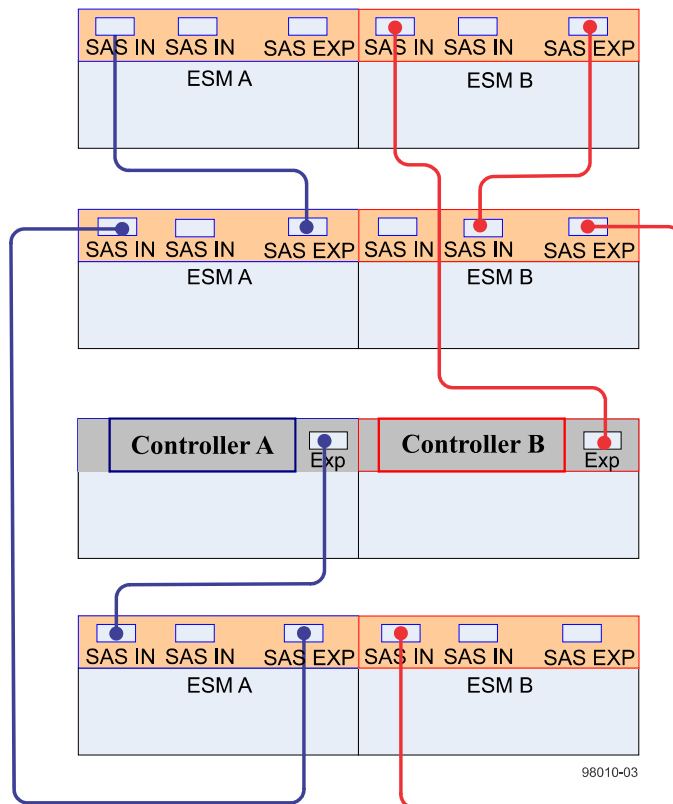 SAS IN SAS IN SAS EXP SAS IN SAS IN SAS EXP
ESM A ESM B
SAS IN SAS IN SAS EXP SAS IN SAS EXP
ESM A ESM B
Controller A Exp Controller B Exp
SAS IN SAS IN SAS EXP SAS IN SAS IN SAS EXP
ESM A ESM B
98010-03